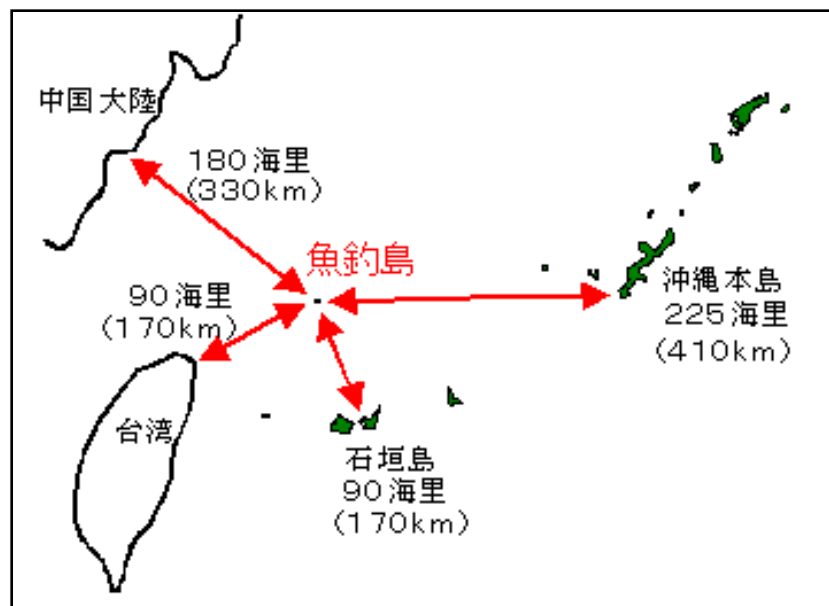 中国大陸
180海里
(330km)
魚釣島
90海里
(170km)
沖縄本島
225海里
(410km)
台湾
石垣島
90海里
(170km)